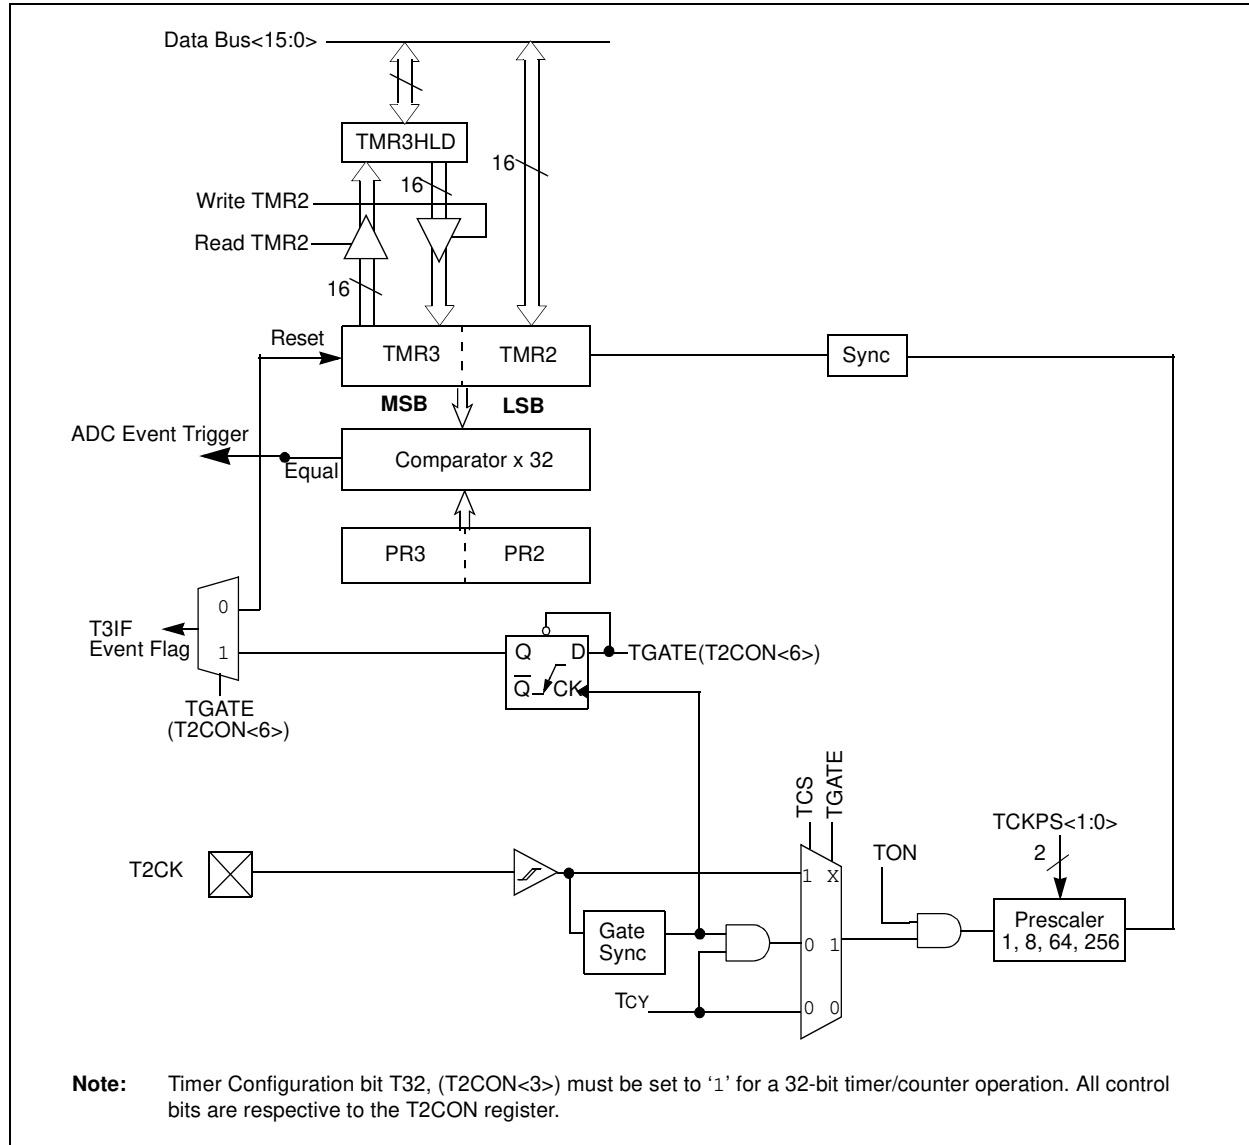 Data Bus<15:0>
TMR3HLD
16
16
Write TMR2
Read TMR2
16
Reset
TMR3
TMR2
Sync
MSB
LSB
ADC Event Trigger
Equal
Comparator x 32
PR3
PR2
0
1
T3IF
Event Flag
Q
D
TGATE(T2CON<6>)
Q
CK
TGATE
(T2CON<6>)
TCS
TGATE
TCKPS<1:0>
2
TON
T2CK
1 X
Prescaler
1, 8, 64, 256
Gate
Sync
0 1
TCY
0 0
Note: Timer Configuration bit T32, (T2CON<3>) must be set to ‘1’ for a 32-bit timer/counter operation. All control
bits are respective to the T2CON register.